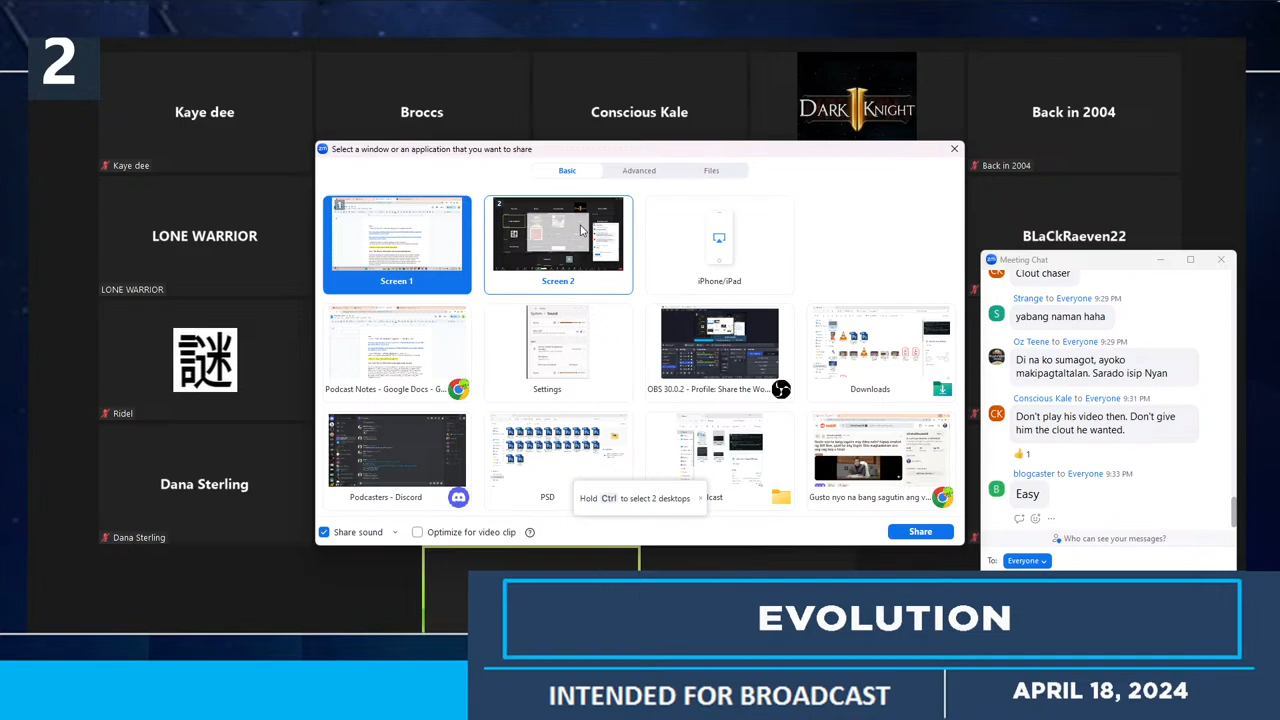 2
Kaye dee
Broccs
Conscious Kale
DARK II KNIGHT
Back in 2004
Kaye dee
Back in 2004
Select a window or an application that you want to share
Basic
Advanced
Files
Screen 1
Screen 2
iPhone/iPad
LONE WARRIOR
LONE WARRIOR
謎
Ridel
Dana Sterling
Dana Sterling
Podcast Notes - Google Docs - G...
Settings
OBS 30.0.2 - Profile: Share the Wo...
Downloads
Podcasters - Discord
PSD
Gusto nyo na bang sagutin ang v...
Hold Ctrl to select 2 desktops
Share sound
Optimize for video clip
Share
Meeting Chat
Clout chaser
Strange to Everyone 9:29 PM
yabang naman haha
Oz Teene to Everyone 9:29 PM
Di na ko sumagot, ayoko
makipagtaltalan. Sarado isip Nyan
Conscious Kale to Everyone 9:31 PM
Don't play his video then. Don't give
him the clout he wanted.
1
blogcaster to Everyone 9:33 PM
Easy
Who can see your messages?
To: Everyone
EVOLUTION
INTENDED FOR BROADCAST
APRIL 18, 2024